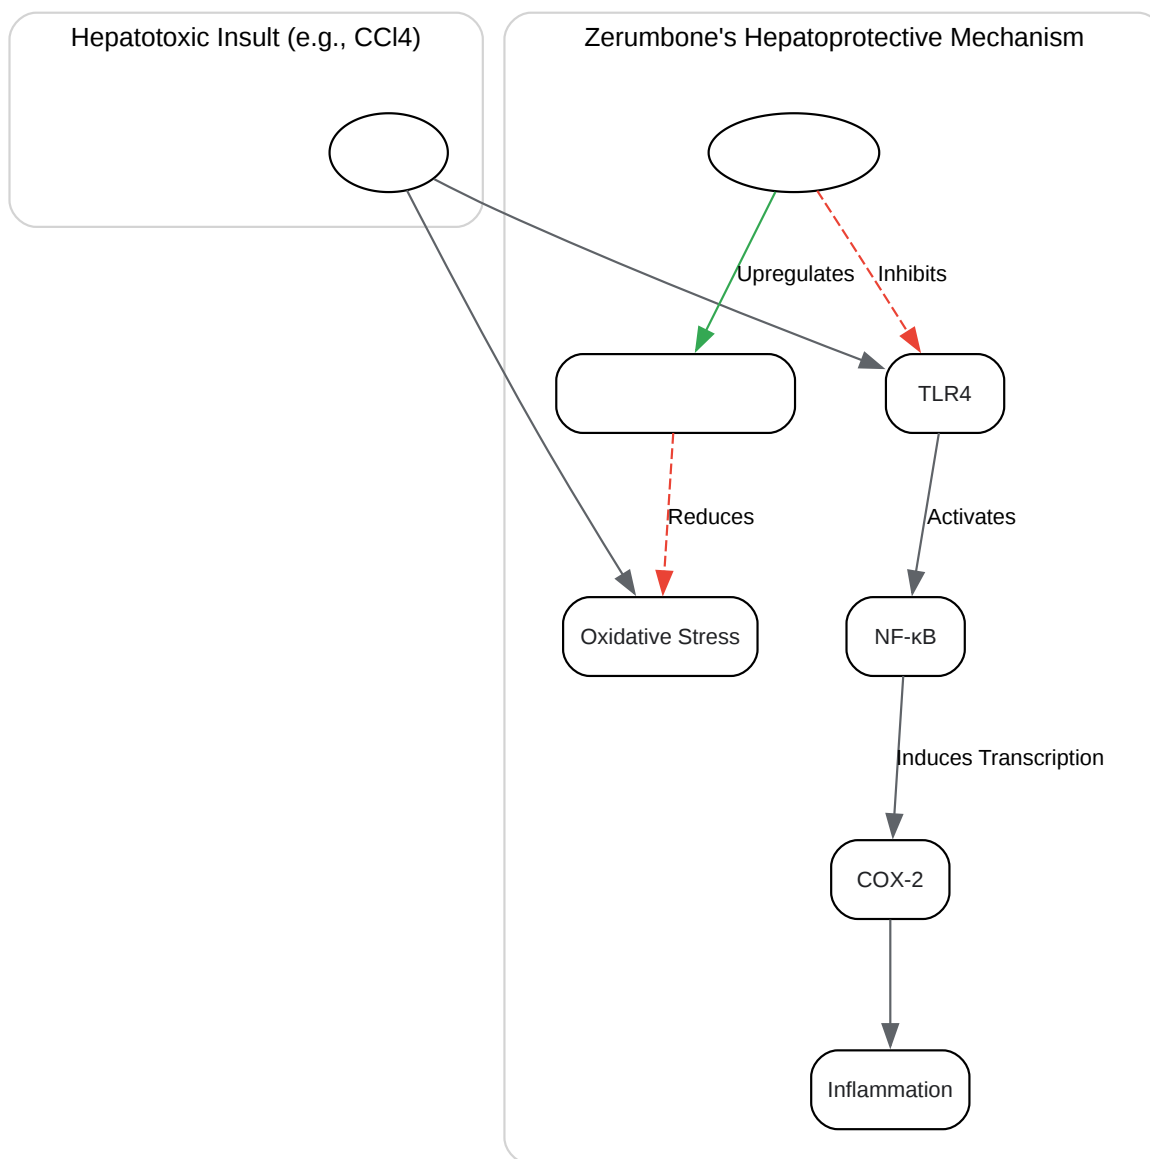 Hepatotoxic Insult (e.g., CCl4)
Zerumbone's Hepatoprotective Mechanism
Upregulates
Inhibits
TLR4
Reduces
Activates
Oxidative Stress
NF-κB
Induces Transcription
COX-2
Inflammation